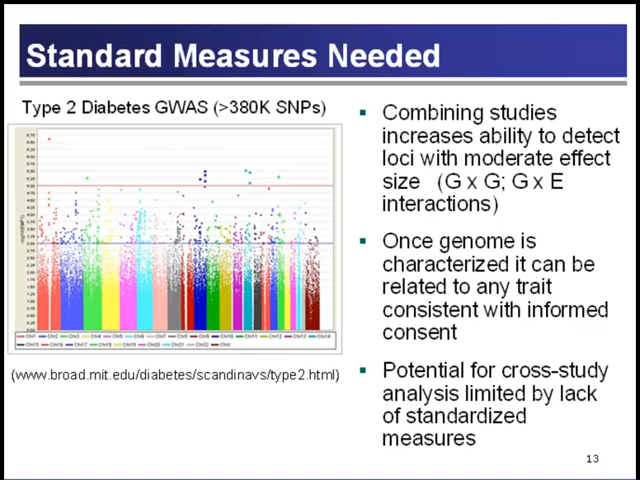 Standard Measures Needed
Type 2 Diabetes GWAS (>380K SNPs)
(www.broad.mit.edu/diabetes/scandinavs/type2.html)
▪ Combining studies
increases ability to detect
loci with moderate effect
size (G x G; G x E
interactions)
▪ Once genome is
characterized it can be
related to any trait
consistent with informed
consent
▪ Potential for cross-study
analysis limited by lack
of standardized
measures
13